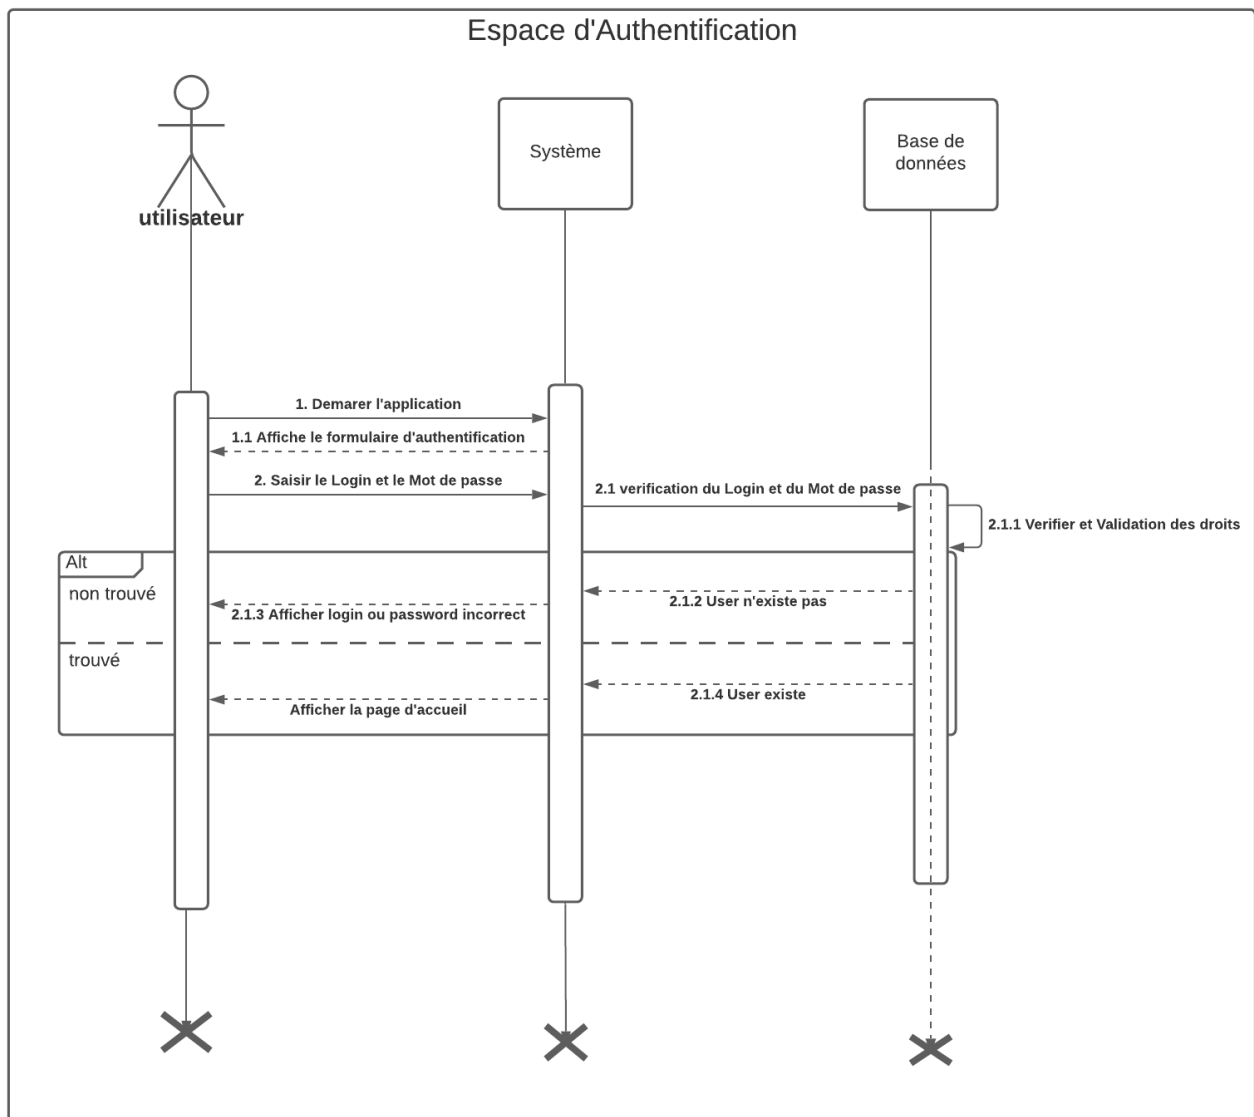 Espace d'Authentification
utilisateur
Système
Base de
données
1. Demarer l'application
1.1 Affiche le formulaire d'authentification
2. Saisir le Login et le Mot de passe
2.1 verification du Login et du Mot de passe
2.1.1 Verifier et Validation des droits
Alt
non trouvé
2.1.2 User n'existe pas
2.1.3 Afficher login ou password incorrect
trouvé
2.1.4 User existe
Afficher la page d'accueil